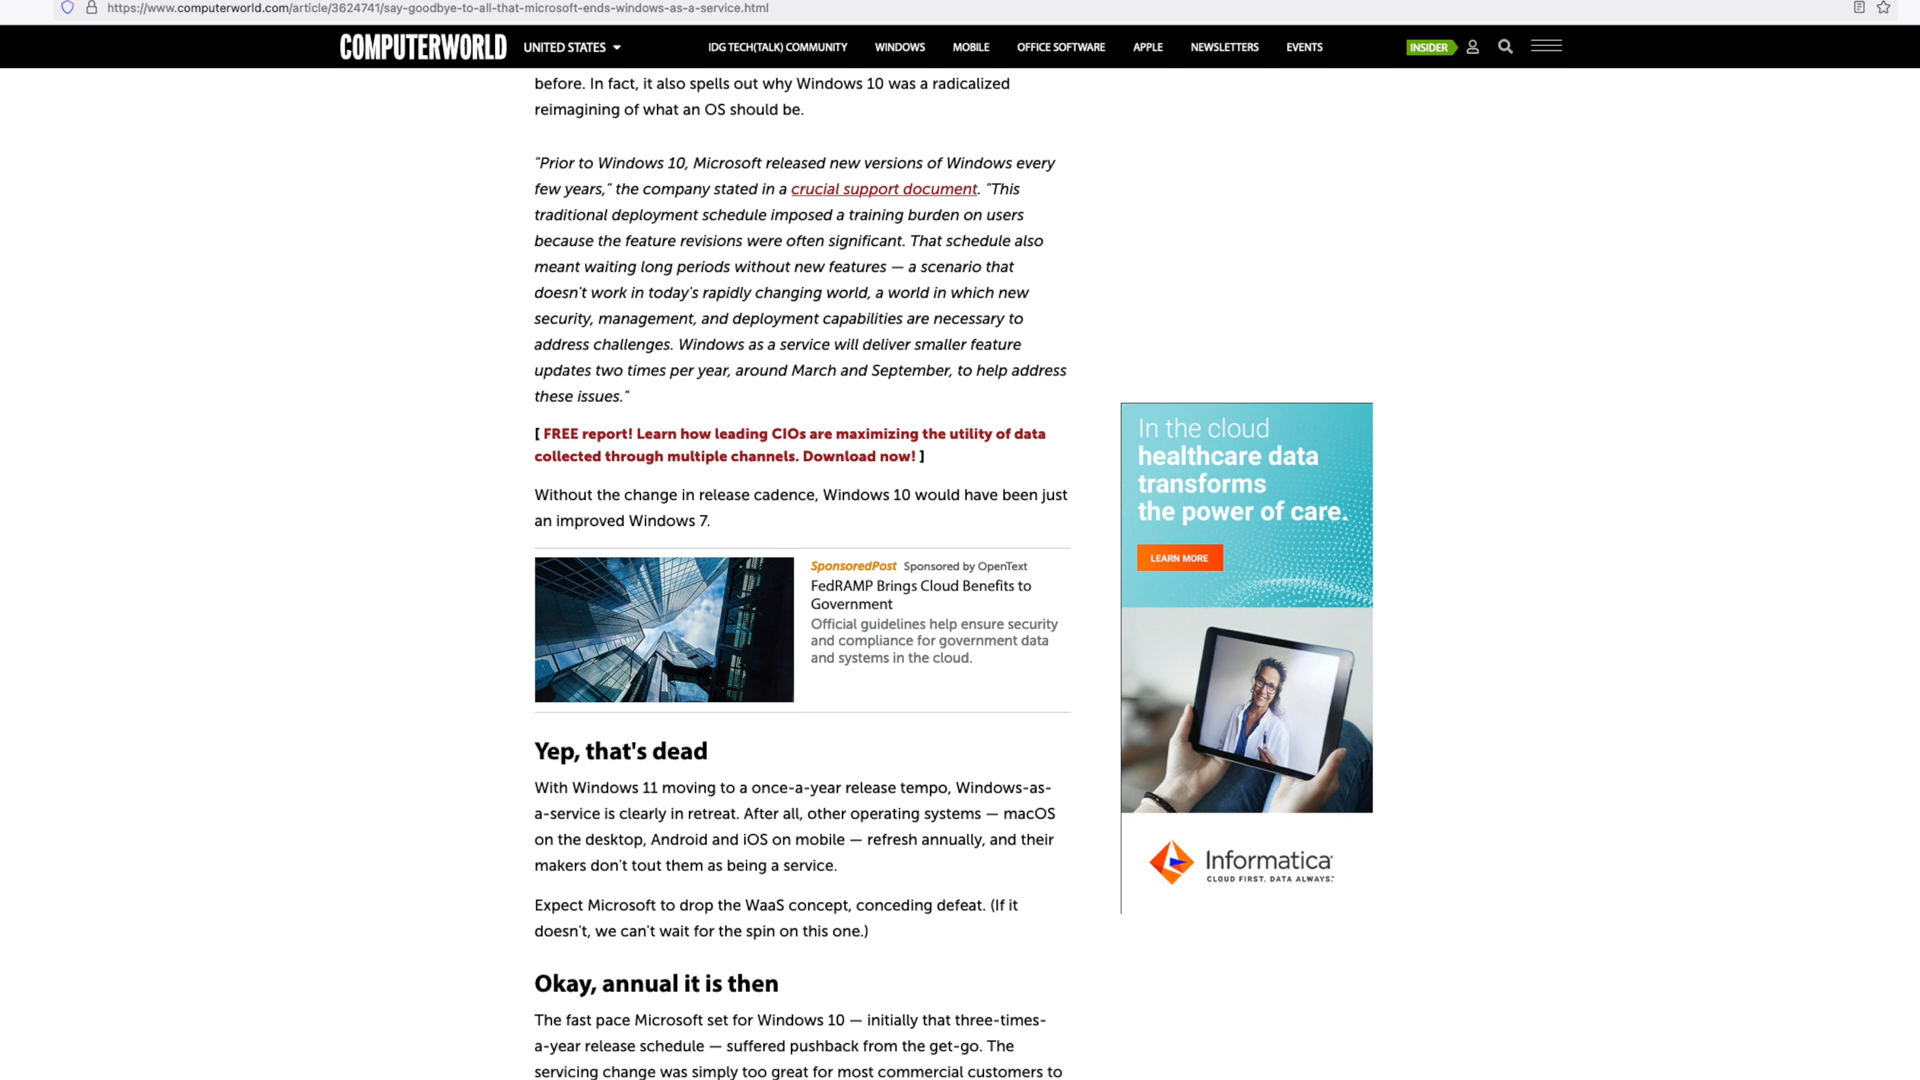 https://www.computerworld.com/article/3624741/say-goodbye-to-all-that-microsoft-ends-windows-as-a-service.html
COMPUTERWORLD
UNITED STATES
IDG TECH(TALK) COMMUNITY
WINDOWS
MOBILE
OFFICE SOFTWARE
APPLE
NEWSLETTERS
EVENTS
INSIDER
before. In fact, it also spells out why Windows 10 was a radicalized
reimagining of what an OS should be.
"Prior to Windows 10, Microsoft released new versions of Windows every
few years," the company stated in a crucial support document. "This
traditional deployment schedule imposed a training burden on users
because the feature revisions were often significant. That schedule also
meant waiting long periods without new features — a scenario that
doesn't work in today's rapidly changing world, a world in which new
security, management, and deployment capabilities are necessary to
address challenges. Windows as a service will deliver smaller feature
updates two times per year, around March and September, to help address
these issues."
[ FREE report! Learn how leading CIOs are maximizing the utility of data
collected through multiple channels. Download now! ]
Without the change in release cadence, Windows 10 would have been just
an improved Windows 7.
SponsoredPost Sponsored by OpenText
FedRAMP Brings Cloud Benefits to
Government
Official guidelines help ensure security
and compliance for government data
and systems in the cloud.
Yep, that's dead
With Windows 11 moving to a once-a-year release tempo, Windows-as-
a-service is clearly in retreat. After all, other operating systems — macOS
on the desktop, Android and iOS on mobile — refresh annually, and their
makers don't tout them as being a service.
Expect Microsoft to drop the WaaS concept, conceding defeat. (If it
doesn't, we can't wait for the spin on this one.)
Okay, annual it is then
The fast pace Microsoft set for Windows 10 — initially that three-times-
a-year release schedule — suffered pushback from the get-go. The
servicing change was simply too great for most commercial customers to
In the cloud
healthcare data
transforms
the power of care.
LEARN MORE
Informatica
CLOUD FIRST. DATA ALWAYS.™